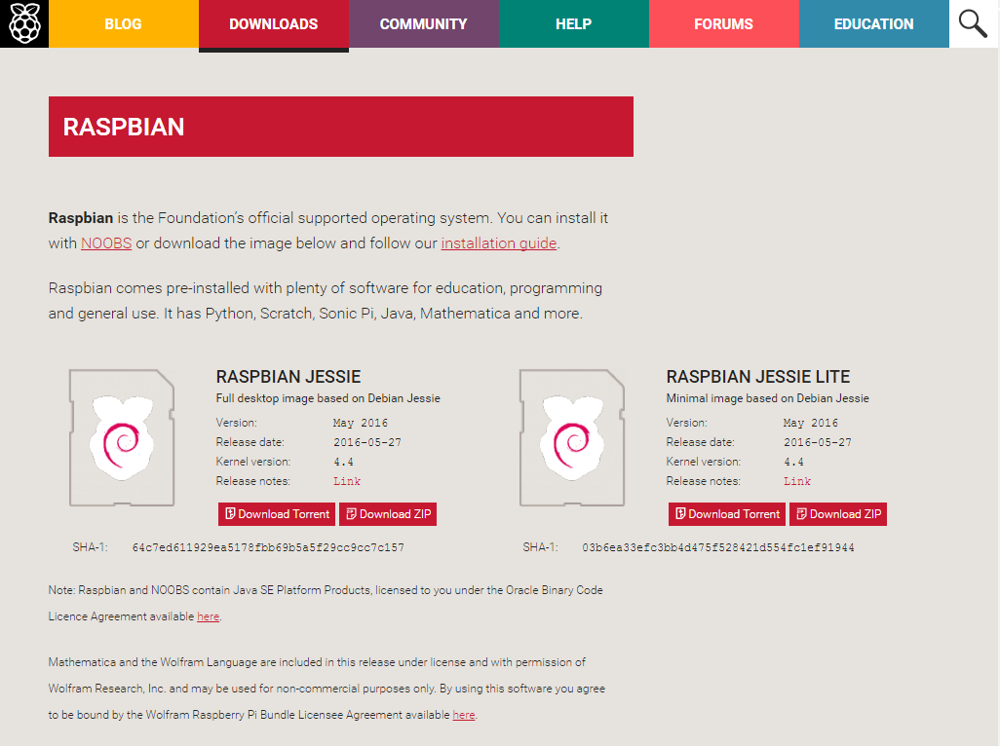 BLOG DOWNLOADS COMMUNITY HELP FORUMS EDUCATION
RASPBIAN
Raspbian is the Foundation’s official supported operating system. You can install it
with NOOBS or download the image below and follow our installation guide.
Raspbian comes pre-installed with plenty of software for education, programming
and general use. It has Python, Scratch, Sonic Pi, Java, Mathematica and more.
RASPBIAN JESSIE
Full desktop image based on Debian Jessie
Version: May 2016
Release date: 2016-05-27
Kernel version: 4.4
Release notes: Link
Download Torrent Download ZIP
SHA-1: 64c7ed611929ea5178fbb69b5a5f29cc9cc7c157
RASPBIAN JESSIE LITE
Minimal image based on Debian Jessie
Version: May 2016
Release date: 2016-05-27
Kernel version: 4.4
Release notes: Link
Download Torrent Download ZIP
SHA-1: 03b6ea33efc3bb4d475f528421d554fc1ef91944
Note: Raspbian and NOOBS contain Java SE Platform Products, licensed to you under the Oracle Binary Code
Licence Agreement available here.
Mathematica and the Wolfram Language are included in this release under license and with permission of
Wolfram Research, Inc. and may be used for non-commercial purposes only. By using this software you agree
to be bound by the Wolfram Raspberry Pi Bundle Licensee Agreement available here.